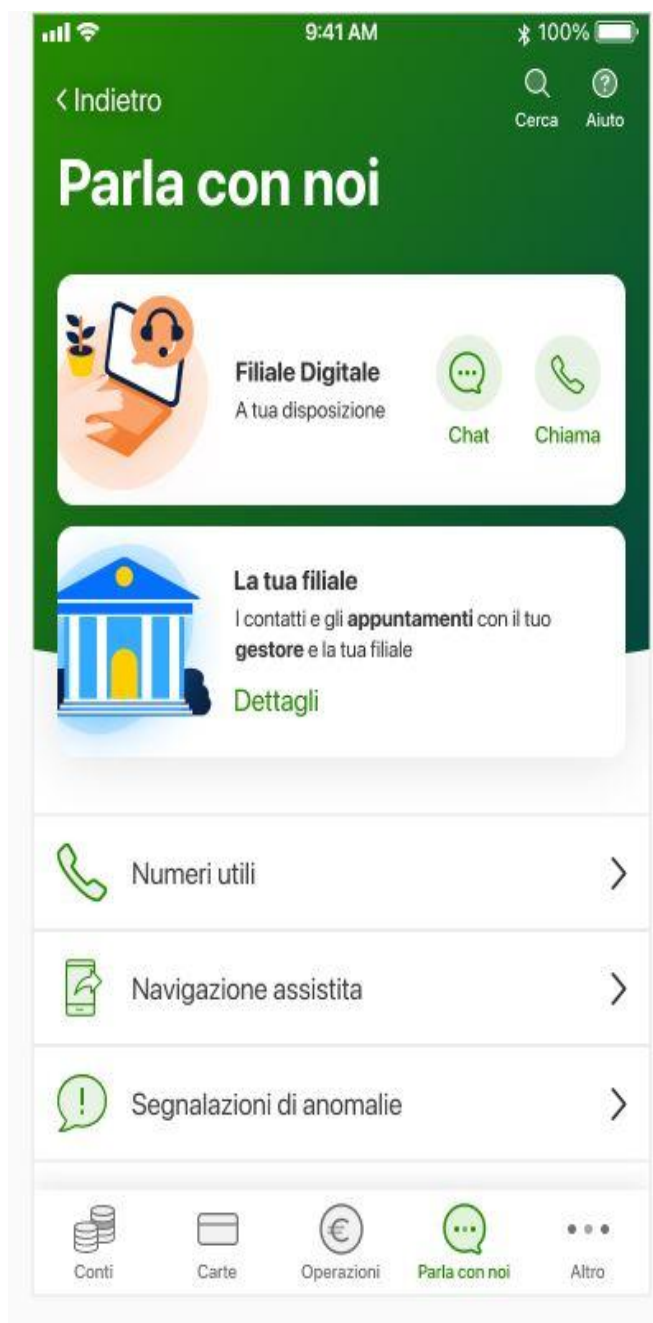 9:41 AM
100%
Indietro
Cerca
Aiuto
Parla con noi
Filiale Digitale
A tua disposizione
Chat
Chiama
La tua filiale
I contatti e gli appuntamenti con il tuo
gestore e la tua filiale
Dettagli
Numeri utili
Navigazione assistita
Segnalazioni di anomalie
Conti
Carte
Operazioni
Parla con noi
Altro